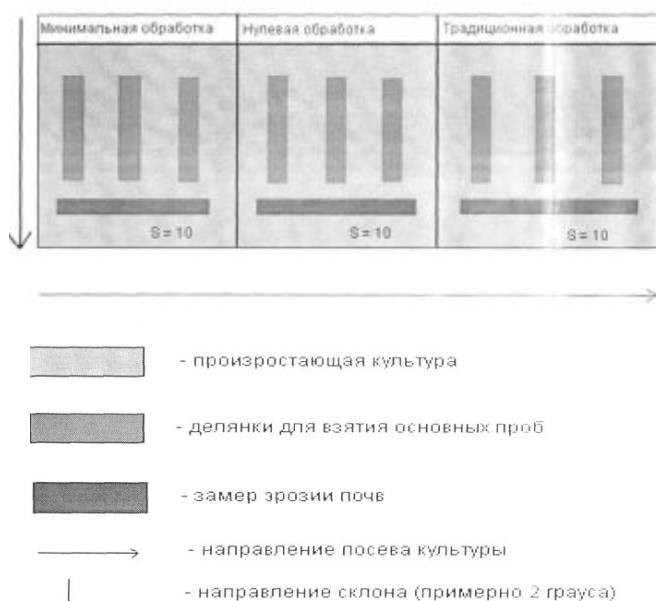 Минимальная обработка
Нулевая обработка
Традиционная обработка
S = 10
S = 10
S = 10
- произростающая культура
- делянки для взятия основных проб
- замер эрозии почв
- направление посева культуры
- направление склона (примерно 2 грауса)